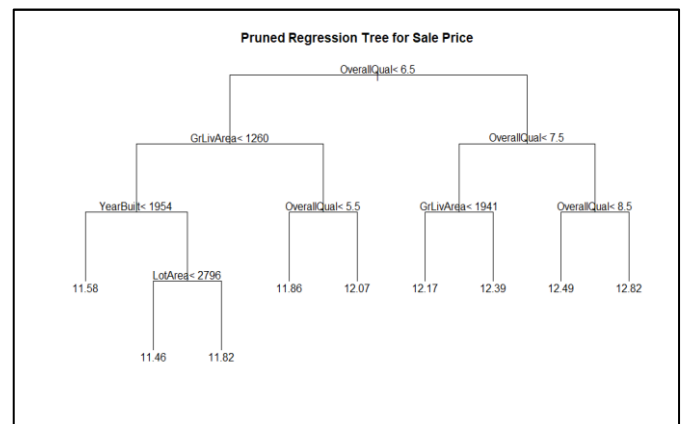 Pruned Regression Tree for Sale Price
OverallQual< 6.5
GrLivArea< 1260
OverallQual< 7.5
YearBuilt< 1954
OverallQual< 5.5
GrLivArea< 1941
OverallQual< 8.5
11.58
LotArea< 2796
11.86
12.07
12.17
12.39
12.49
12.82
11.46
11.82